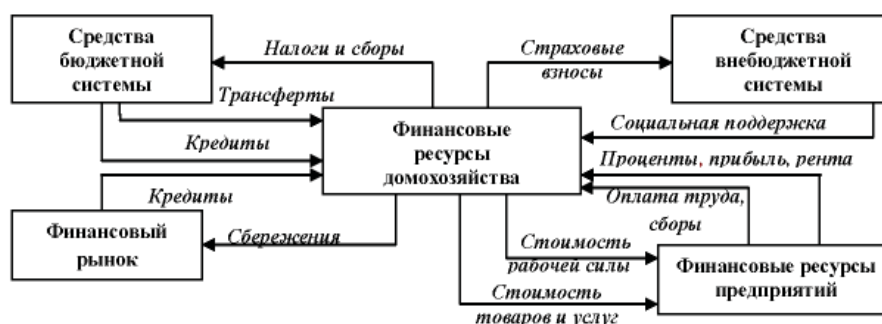 Средства
бюджетной
системы
Налоги и сборы
Страховые
взносы
Средства
внебюджетной
системы
Трансферты
Кредиты
Финансовые
ресурсы
домохозяйства
Социальная поддержка
Проценты, прибыль, рента
Кредиты
Оплата труда,
сборы
Финансовый
рынок
Сбережения
Стоимость
рабочей силы
Финансовые ресурсы
предприятий
Стоимость
товаров и услуг